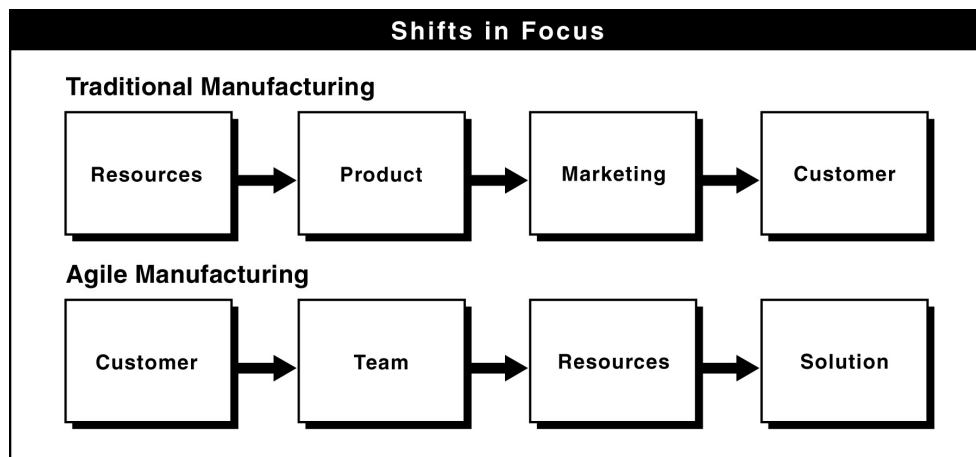 Shifts in Focus
Traditional Manufacturing
Resources
Product
Marketing
Customer
Agile Manufacturing
Customer
Team
Resources
Solution